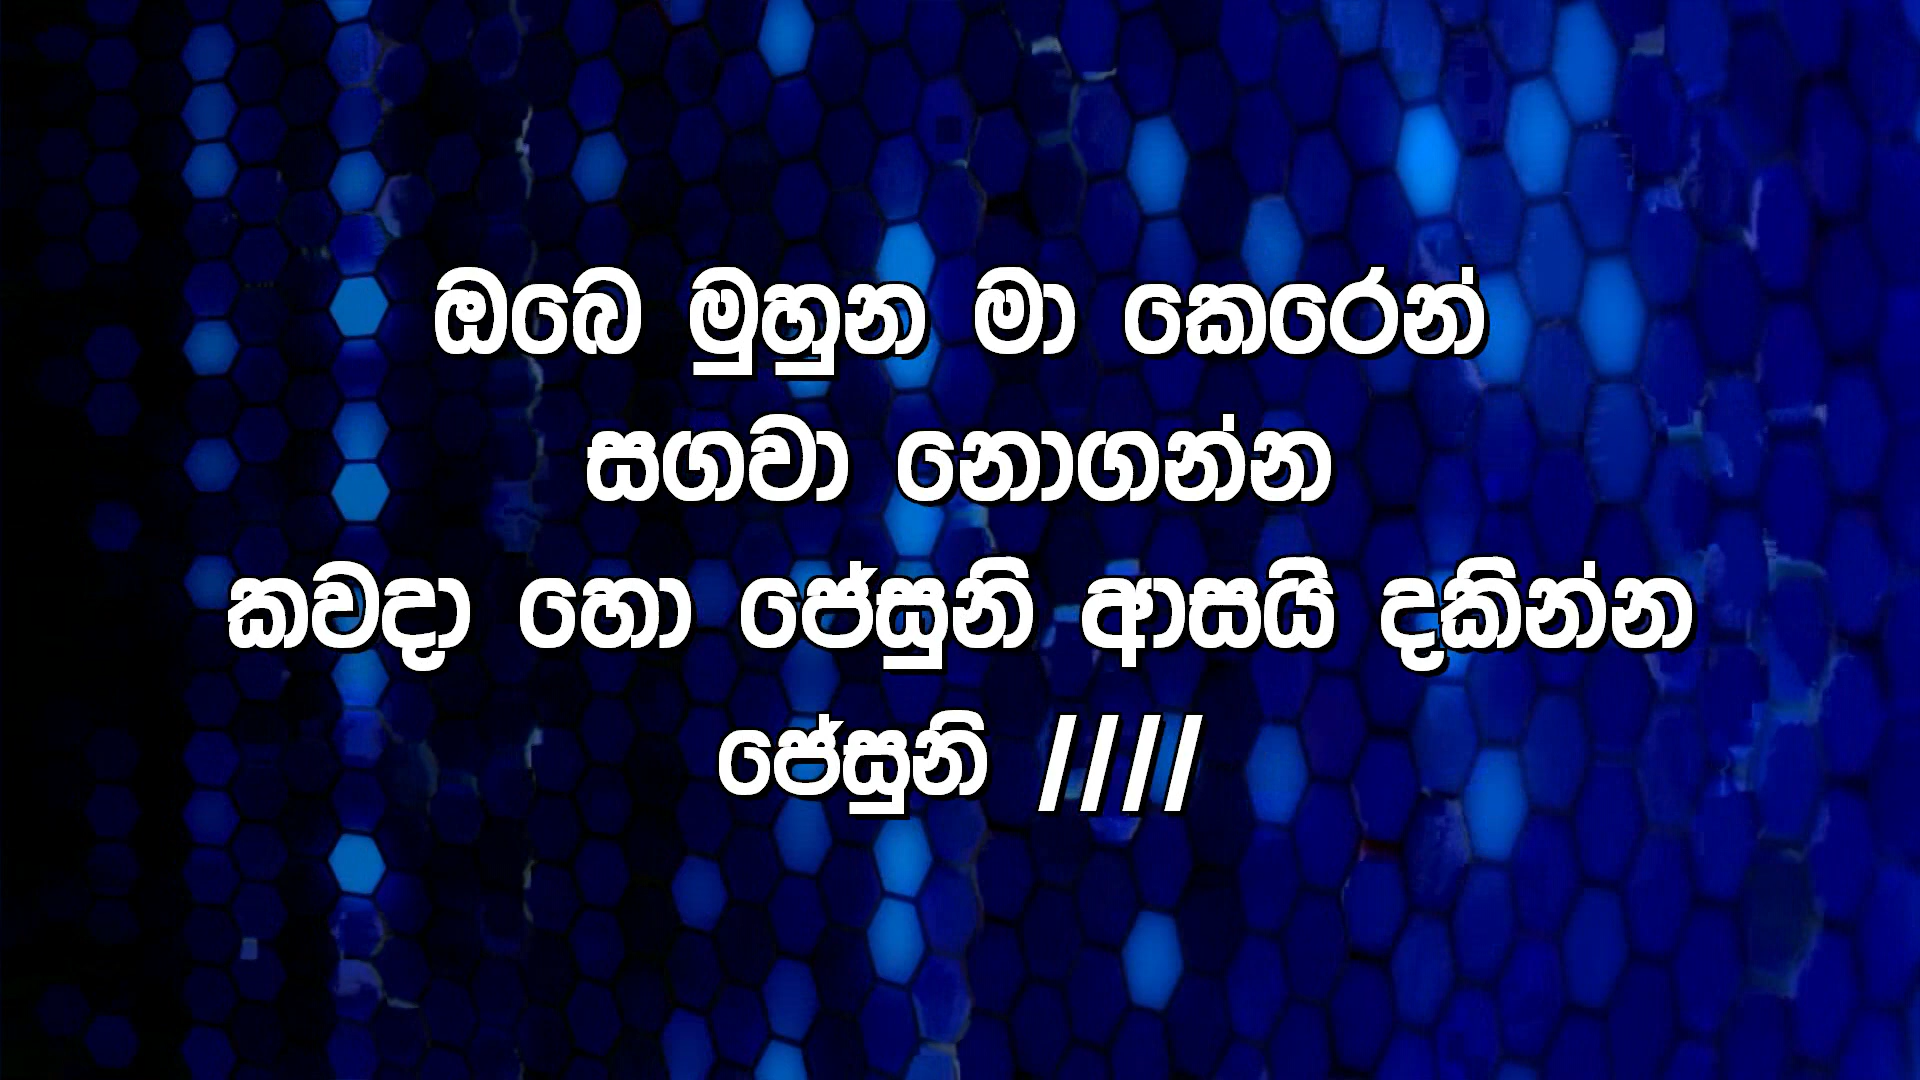 ඔබෙ මුහුන මා කෙරෙන්
සගවා නොගන්න
කවදා හො ජේසුනි ආසයි දකින්න
ජේසුනි ////